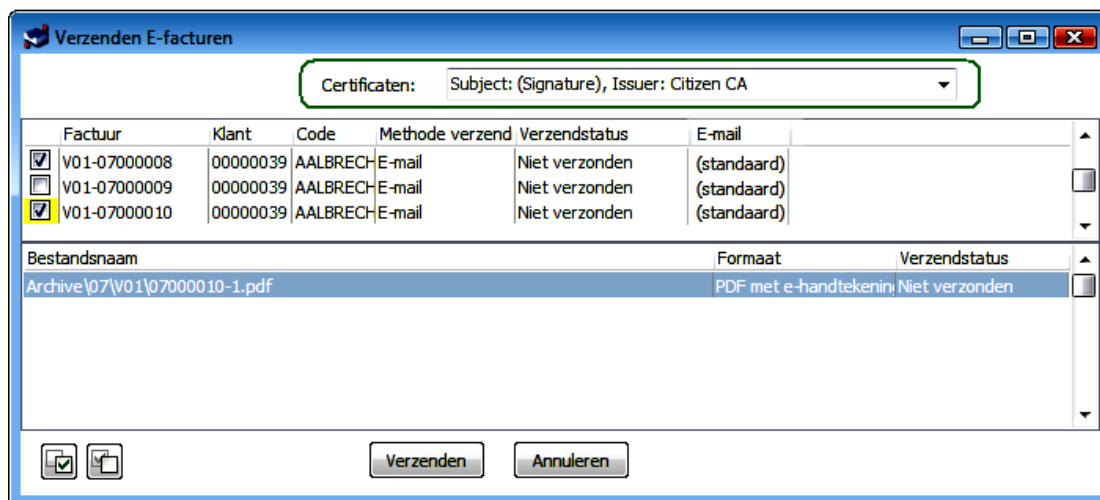 Verzenden E-facturen
Certificaten: Subject: (Signature), Issuer: Citizen CA
Factuur Klant Code Methode verzend Verzendstatus E-mail
V01-07000008 00000039 AALBRECH E-mail Niet verzonden (standaard)
V01-07000009 00000039 AALBRECH E-mail Niet verzonden (standaard)
V01-07000010 00000039 AALBRECH E-mail Niet verzonden (standaard)
Bestandsnaam Formaat Verzendstatus
Archive\07\V01\07000010-1.pdf PDF met e-handtekenin Niet verzonden
Verzenden Annuleren